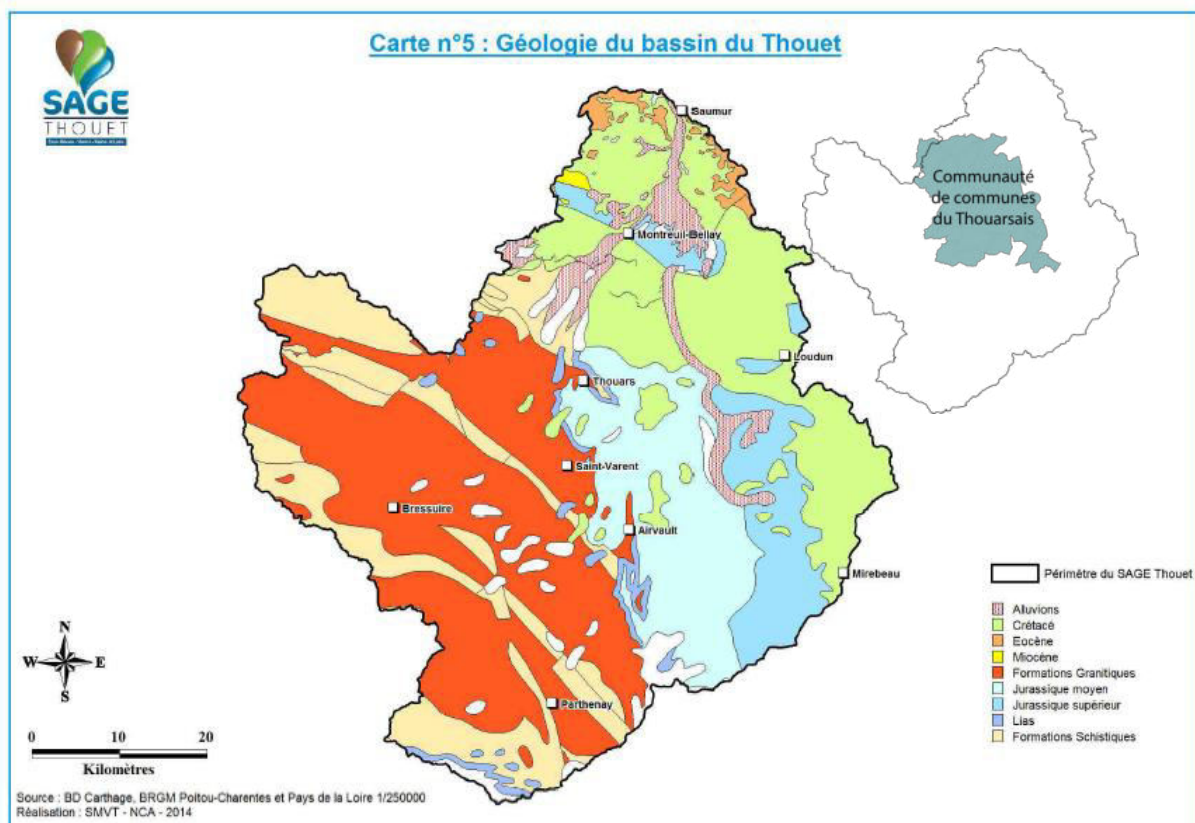 Carte n°5 : Géologie du bassin du Thouet
SAGE
THOUET
Saumur
Communauté
de communes
du Thouarsais
Montreuil-Bellay
Loudun
Thouars
Saint-Varent
Bressuire
Airvault
Mirebeau
Parthenay
Périmètre du SAGE Thouet
Alluvions
Crétacé
Eocène
Miocène
Formations Granitiques
Jurassique moyen
Jurassique supérieur
Lias
Formations Schistiques
N
W E
S
0 10 20
Kilomètres
Source : BD Carthage, BRGM Poitou-Charentes et Pays de la Loire 1/250000
Réalisation : SMVT - NCA - 2014